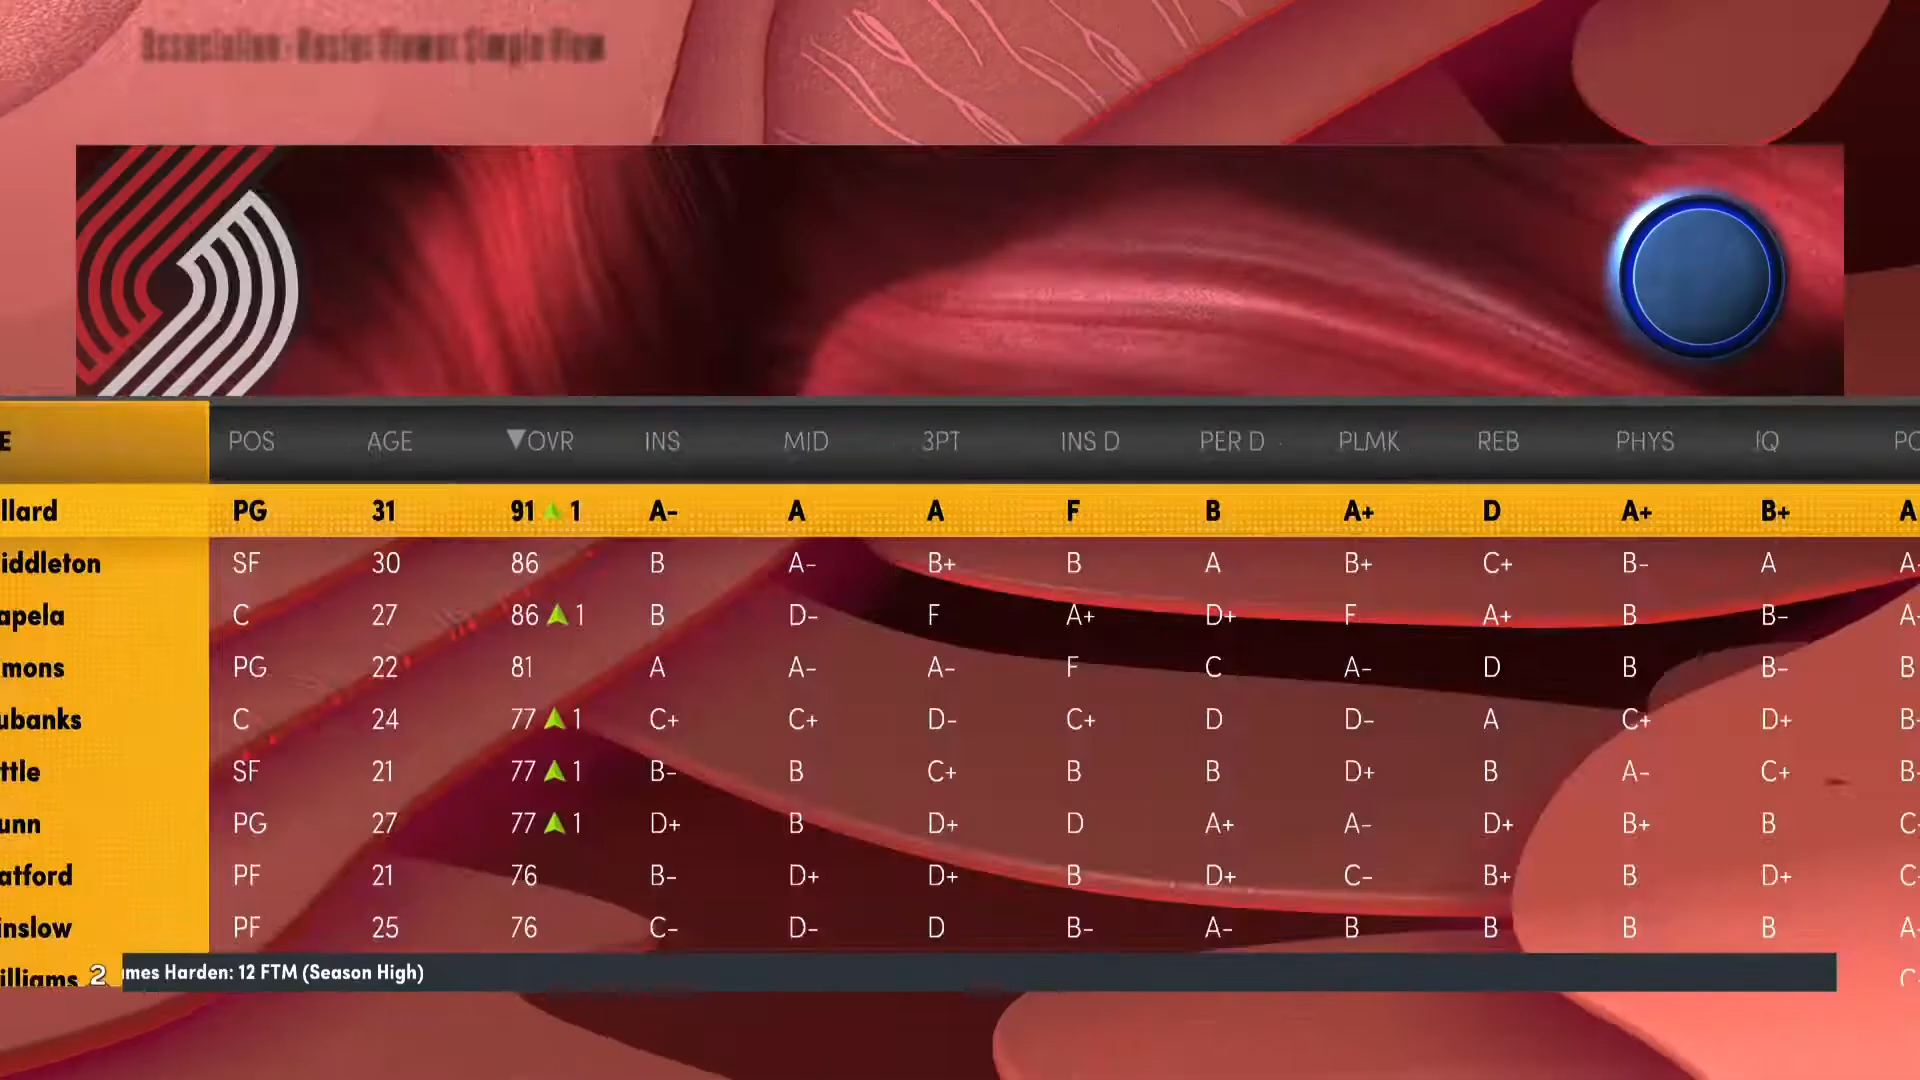 E POS AGE ▼OVR INS MID 3PT INS D PER D PLMK REB PHYS IQ PO
llard PG 31 91 ▲ 1 A- A A F B A+ D A+ B+ A
iddleton SF 30 86 B A- B+ B A B+ C+ B- A A-
apela C 27 86 ▲ 1 B D- F A+ D+ F A+ B B- A-
mons PG 22 81 A A- A- F C A- D B B- B
ubanks C 24 77 ▲ 1 C+ C+ D- C+ D D- A C+ D+ B-
ttle SF 21 77 ▲ 1 B- B C+ B B D+ B A- C+ B-
unn PG 27 77 ▲ 1 D+ B D+ D A+ A- D+ B+ B C-
atford PF 21 76 B- D+ D+ B D+ C- B+ B D+ C-
inslow PF 25 76 C- D- D B- A- B B B B A-
illiams C-
2 mes Harden: 12 FTM (Season High)